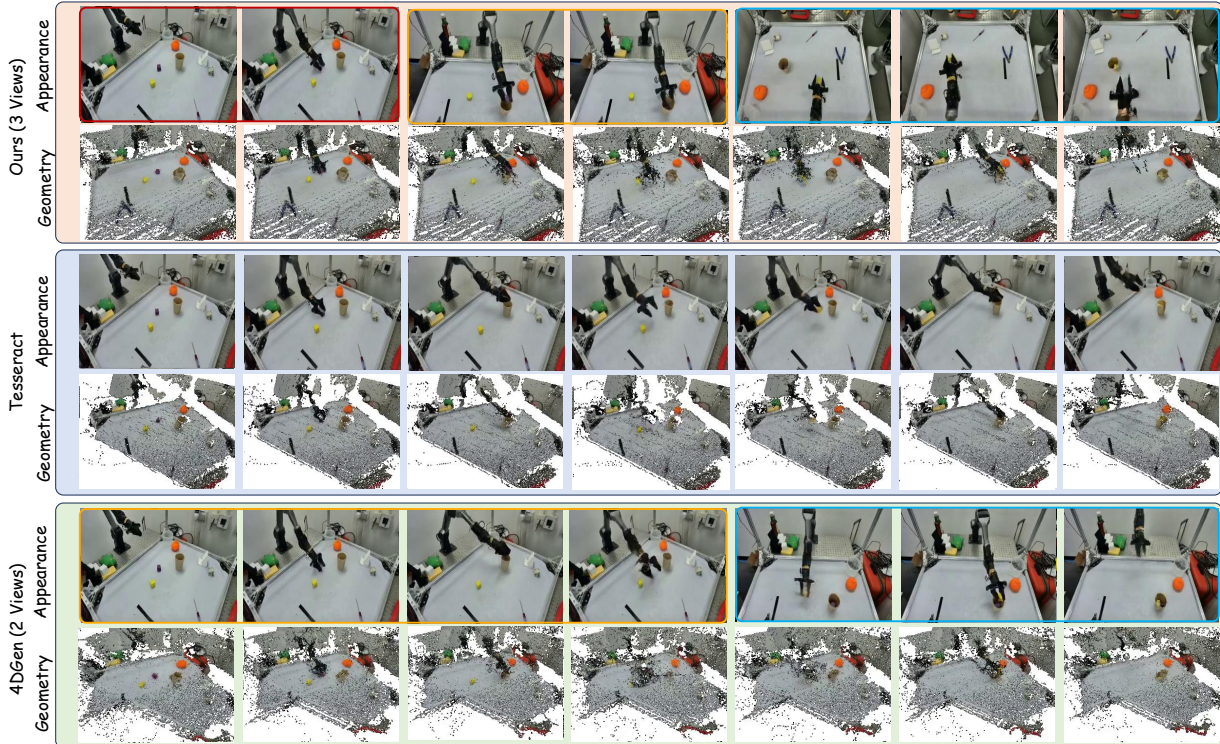 Ours (3 Views)
Appearance
Geometry
Tesseract
Appearance
Geometry
4DGen (2 Views)
Appearance
Geometry